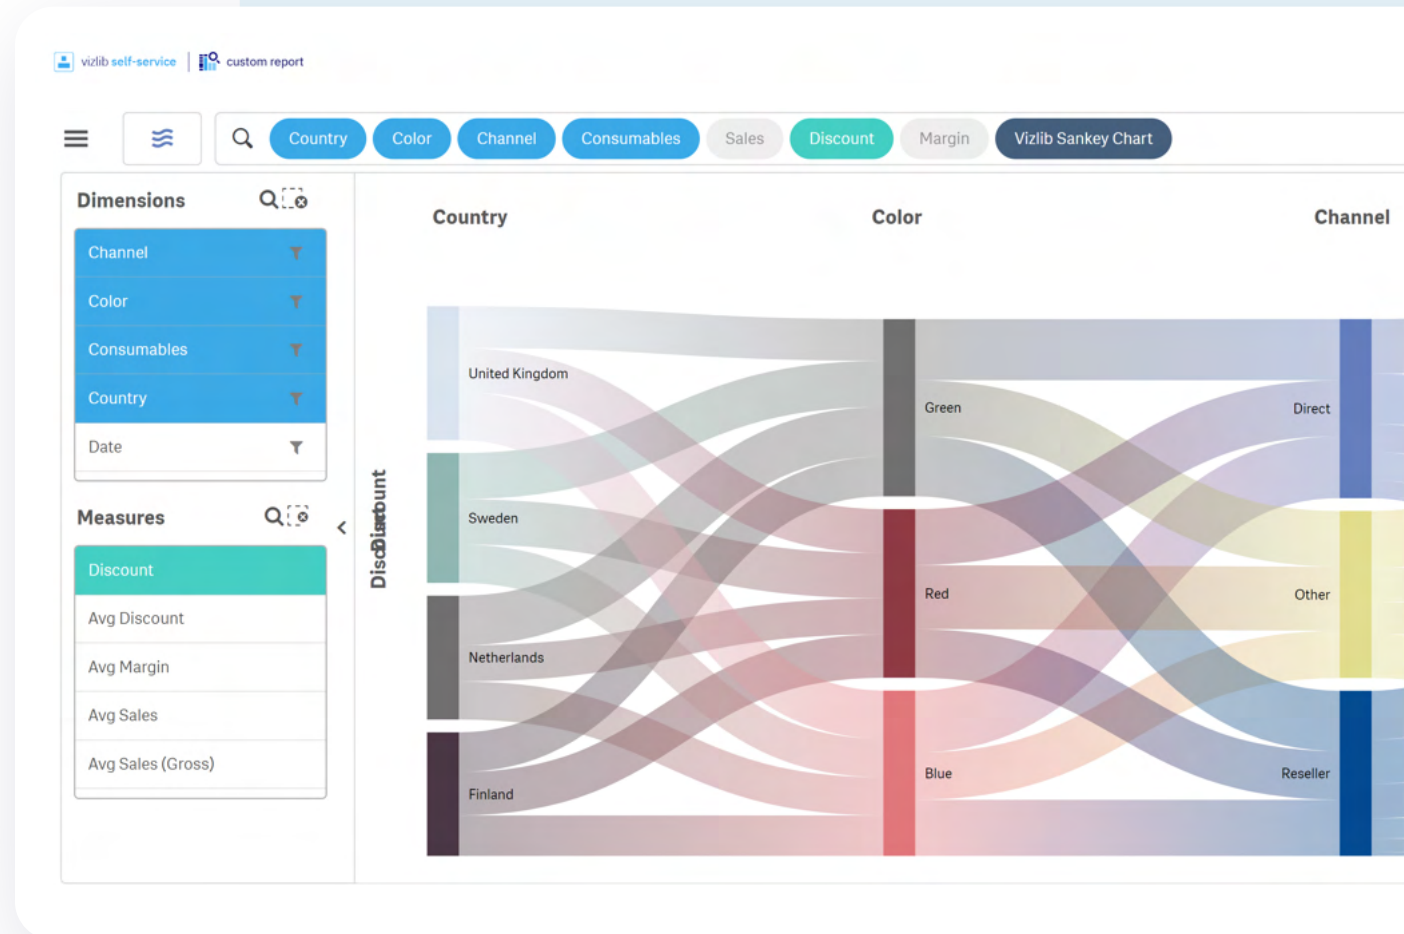 vizlib self-service | custom report
Country Color Channel Consumables Sales Discount Margin Vizlib Sankey Chart
Dimensions
Channel
Color
Consumables
Country
Date
Measures
Discount
Avg Discount
Avg Margin
Avg Sales
Avg Sales (Gross)
Country Color Channel
United Kingdom
Sweden
Netherlands
Finland
Green
Red
Blue
Direct
Other
Reseller